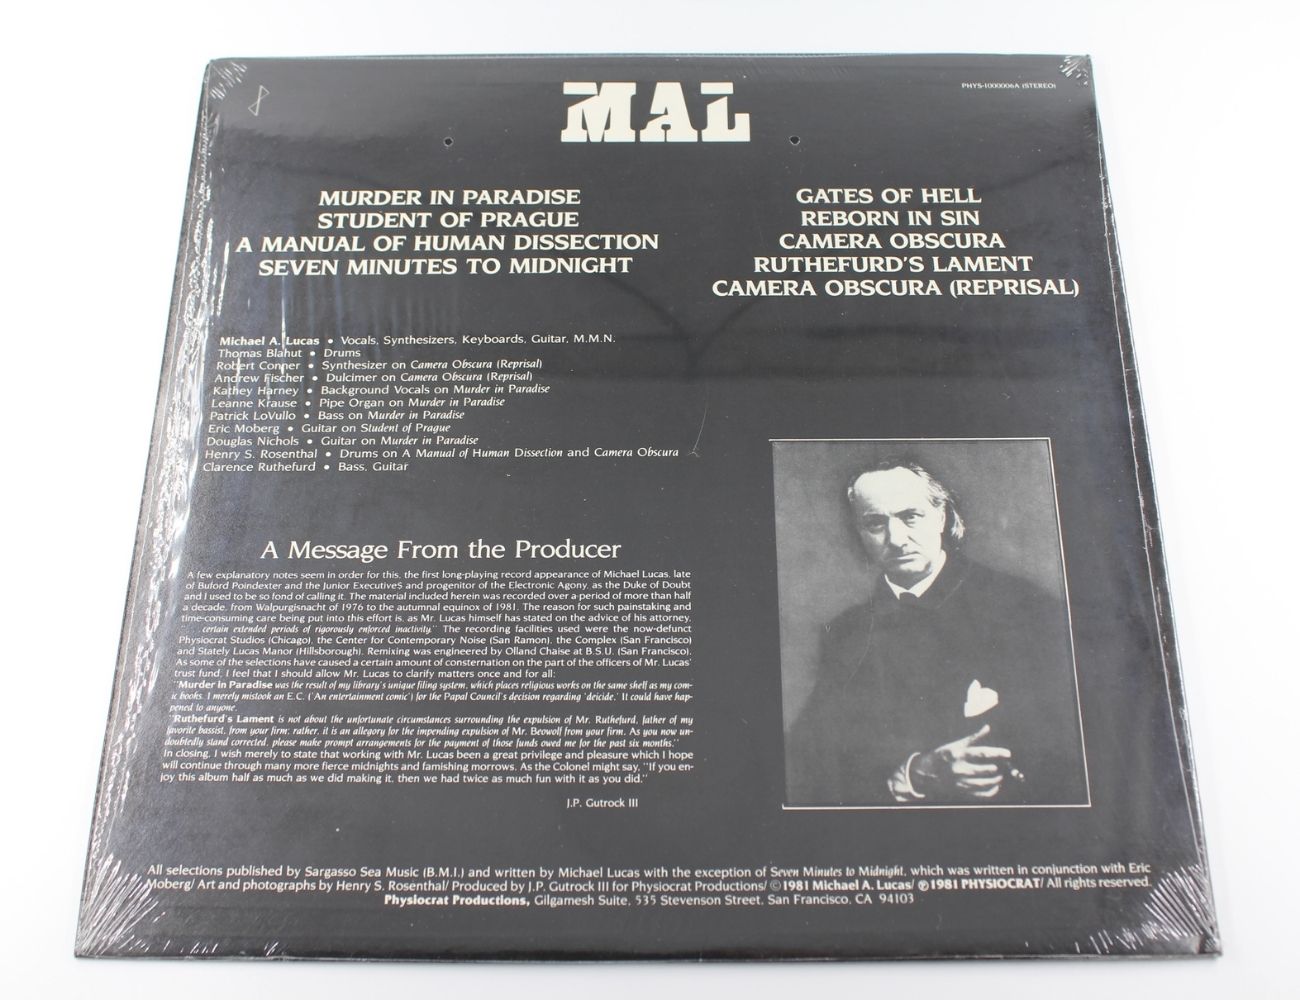 MAL
PHYS-1000006A (STEREO)
MURDER IN PARADISE
STUDENT OF PRAGUE
A MANUAL OF HUMAN DISSECTION
SEVEN MINUTES TO MIDNIGHT
GATES OF HELL
REBORN IN SIN
CAMERA OBSCURA
RUTHEFURD'S LAMENT
CAMERA OBSCURA (REPRISAL)
Michael A. Lucas • Vocals, Synthesizers, Keyboards, Guitar, M.M.N.
Thomas Blahut • Drums
Robert Conner • Synthesizer on Camera Obscura (Reprisal)
Andrew Fischer • Dulcimer on Camera Obscura (Reprisal)
Kathey Harney • Background Vocals on Murder in Paradise
Leanne Krause • Pipe Organ on Murder in Paradise
Patrick LoVullo • Bass on Murder in Paradise
Eric Moberg • Guitar on Student of Prague
Douglas Nichols • Guitar on Murder in Paradise
Henry S. Rosenthal • Drums on A Manual of Human Dissection and Camera Obscura
Clarence Ruthefurd • Bass, Guitar
A Message From the Producer
A few explanatory notes seem in order for this, the first long-playing record appearance of Michael Lucas, late
of Buford Poindexter and the Junior Executive$ and progenitor of the Electronic Agony, as the Duke of Doubt
and I used to be so fond of calling it. The material included herein was recorded over a period of more than half
a decade, from Walpurgisnacht of 1976 to the autumnal equinox of 1981. The reason for such painstaking and
time-consuming care being put into this effort is, as Mr. Lucas himself has stated on the advice of his attorney,
". . . certain extended periods of rigorously enforced inactivity." The recording facilities used were the now-defunct
Physiocrat Studios (Chicago), the Center for Contemporary Noise (San Ramon), the Complex (San Francisco)
and Stately Lucas Manor (Hillsborough). Remixing was engineered by Olland Chaise at B.S.U. (San Francisco).
As some of the selections have caused a certain amount of consternation on the part of the officers of Mr. Lucas'
trust fund, I feel that I should allow Mr. Lucas to clarify matters once and for all:
"Murder in Paradise was the result of my library's unique filing system, which places religious works on the same shelf as my com-
ic books. I merely mistook an E.C. ('An entertainment comic') for the Papal Council's decision regarding 'deicide.' It could have hap-
pened to anyone.
"Ruthefurd's Lament is not about the unfortunate circumstances surrounding the expulsion of Mr. Ruthefurd, father of my
favorite bassist, from your firm; rather, it is an allegory for the impending expulsion of Mr. Beowolf from your firm. As you now un-
doubtedly stand corrected, please make prompt arrangements for the payment of those funds owed me for the past six months."
In closing, I wish merely to state that working with Mr. Lucas been a great privilege and pleasure which I hope
will continue through many more fierce midnights and famishing morrows. As the Colonel might say, "If you en-
joy this album half as much as we did making it, then we had twice as much fun with it as you did."
J.P. Gutrock III
All selections published by Sargasso Sea Music (B.M.I.) and written by Michael Lucas with the exception of Seven Minutes to Midnight, which was written in conjunction with Eric
Moberg/ Art and photographs by Henry S. Rosenthal/ Produced by J.P. Gutrock III for Physiocrat Productions/ ©1981 Michael A. Lucas/ ℗1981 PHYSIOCRAT/ All rights reserved.
Physiocrat Productions, Gilgamesh Suite, 535 Stevenson Street, San Francisco, CA 94103